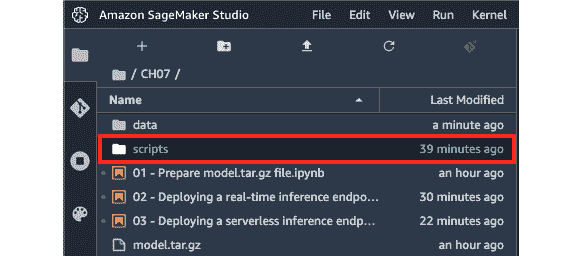 Amazon SageMaker Studio File Edit View Run Kernel
/ CH07 /
Name Last Modified
data a minute ago
scripts 39 minutes ago
01 - Prepare model.tar.gz file.ipynb an hour ago
02 - Deploying a real-time inference endpo... 30 minutes ago
03 - Deploying a serverless inference endp... 22 minutes ago
model.tar.gz an hour ago